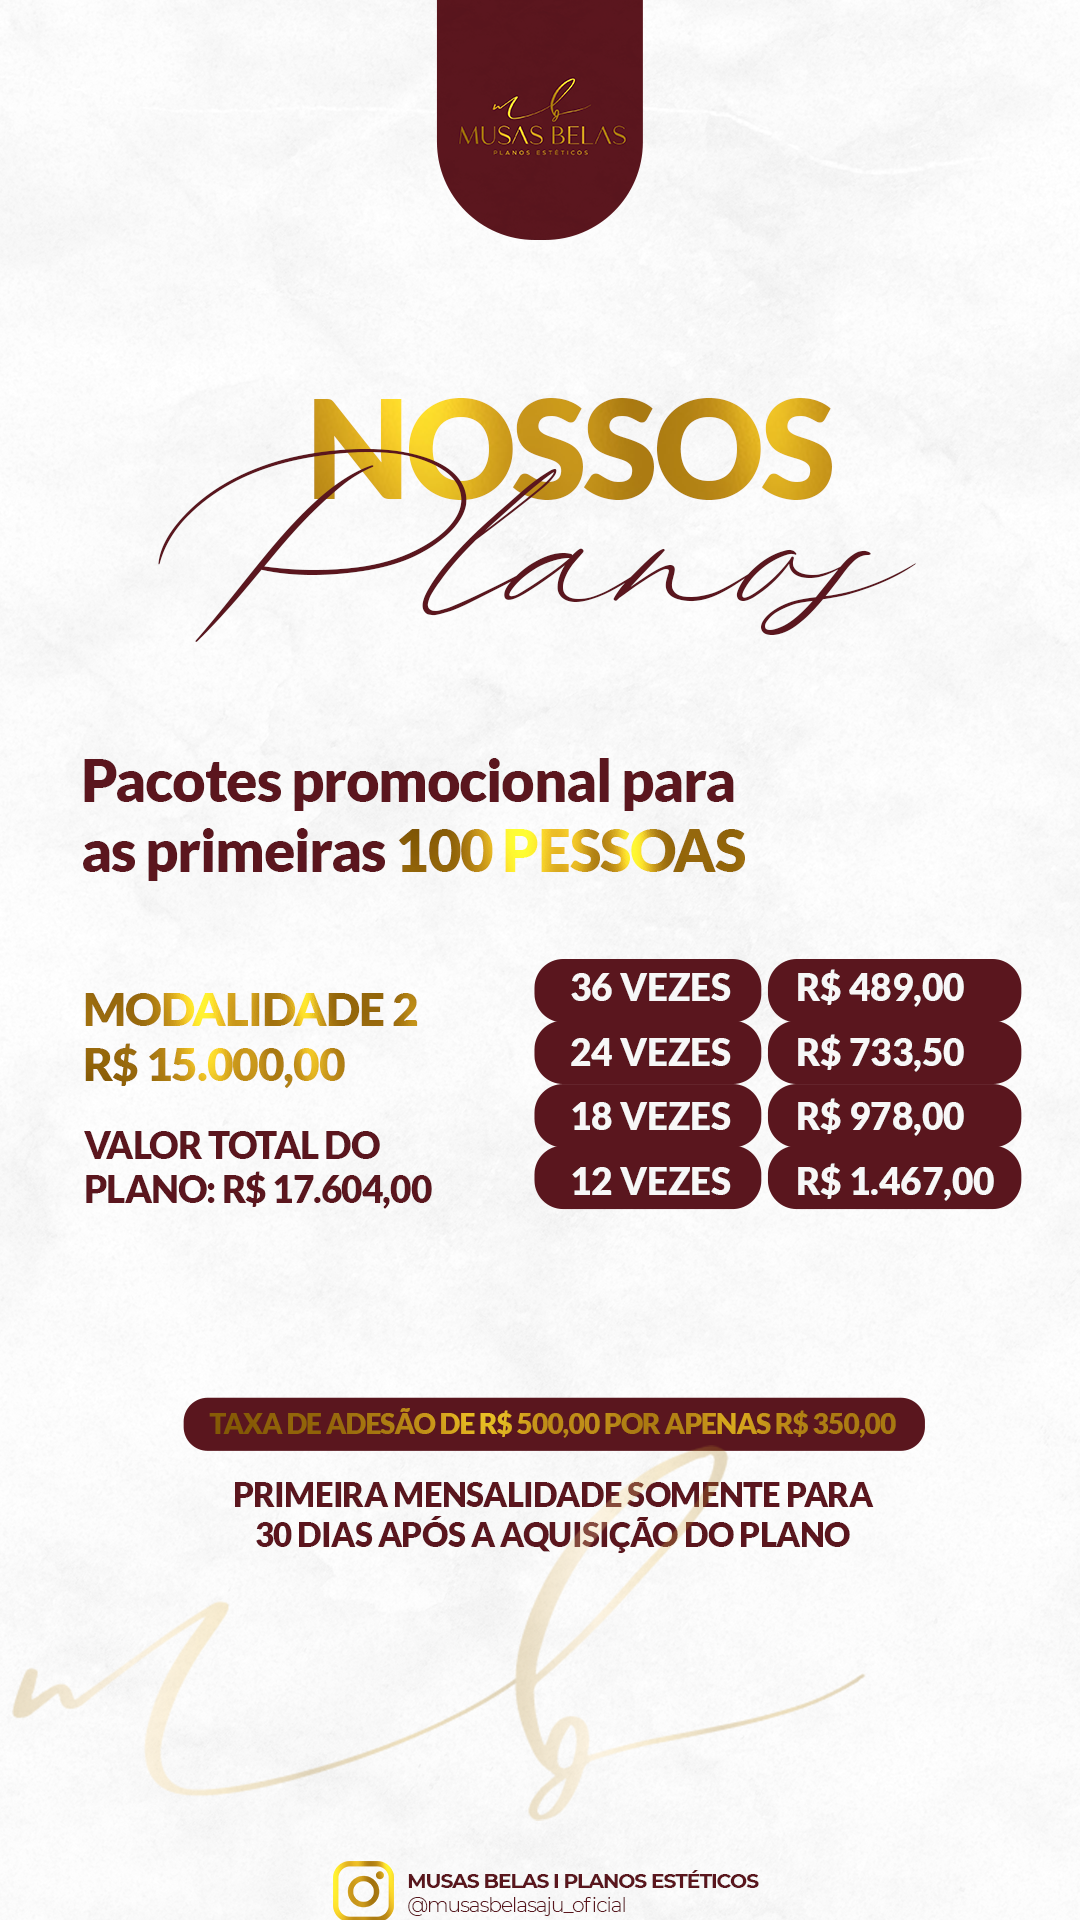 mb
MUSAS BELAS
PLANOS ESTÉTICOS
NOSSOS
Planos
Pacotes promocional para
as primeiras 100 PESSOAS
MODALIDADE 2
R$ 15.000,00
VALOR TOTAL DO
PLANO: R$ 17.604,00
36 VEZES R$ 489,00
24 VEZES R$ 733,50
18 VEZES R$ 978,00
12 VEZES R$ 1.467,00
TAXA DE ADESÃO DE R$ 500,00 POR APENAS R$ 350,00
PRIMEIRA MENSALIDADE SOMENTE PARA
30 DIAS APÓS A AQUISIÇÃO DO PLANO
mb
MUSAS BELAS I PLANOS ESTÉTICOS
@musasbelasaju_oficial